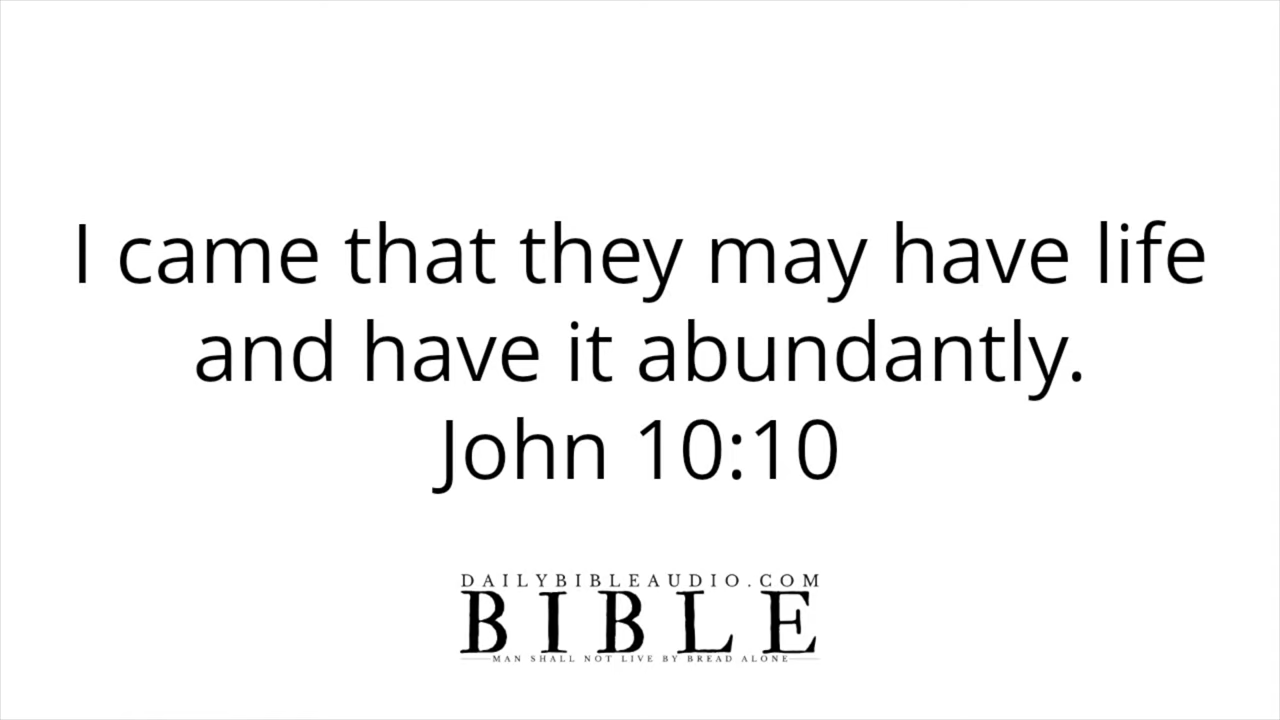 I came that they may have life
and have it abundantly.
John 10:10
DAILYBIBLEAUDIO.COM
BIBLE
MAN SHALL NOT LIVE BY BREAD ALONE